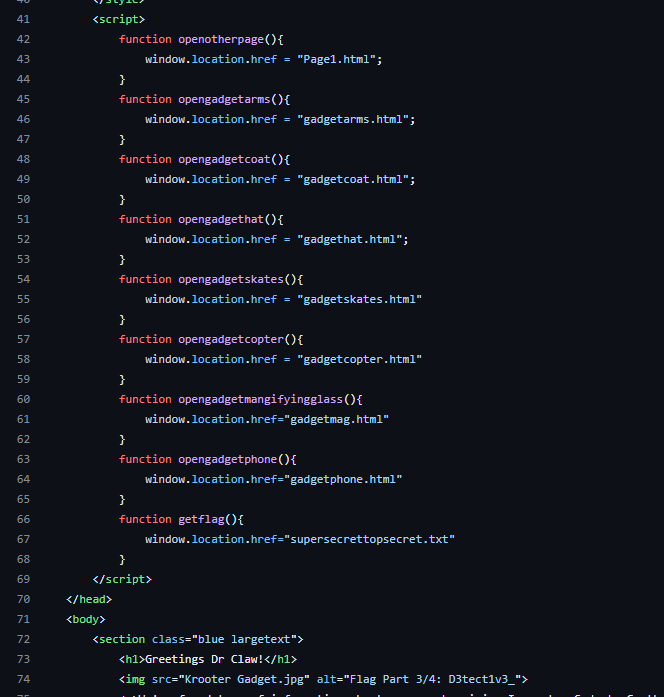 </style>
41 <script>
42 function openotherpage(){
43 window.location.href = "Page1.html";
44 }
45 function opengadgetarms(){
46 window.location.href = "gadgetarms.html";
47 }
48 function opengadgetcoat(){
49 window.location.href = "gadgetcoat.html";
50 }
51 function opengadgethat(){
52 window.location.href = "gadgethat.html";
53 }
54 function opengadgetskates(){
55 window.location.href = "gadgetskates.html"
56 }
57 function opengadgetcopter(){
58 window.location.href = "gadgetcopter.html"
59 }
60 function opengadgetmangifyingglass(){
61 window.location.href="gadgetmag.html"
62 }
63 function opengadgetphone(){
64 window.location.href="gadgetphone.html"
65 }
66 function getflag(){
67 window.location.href="supersecrettopsecret.txt"
68 }
69 </script>
70 </head>
71 <body>
72 <section class="blue largetext">
73 <h1>Greetings Dr Claw!</h1>
74 <img src="Krooter Gadget.jpg" alt="Flag Part 3/4: D3tect1v3_">